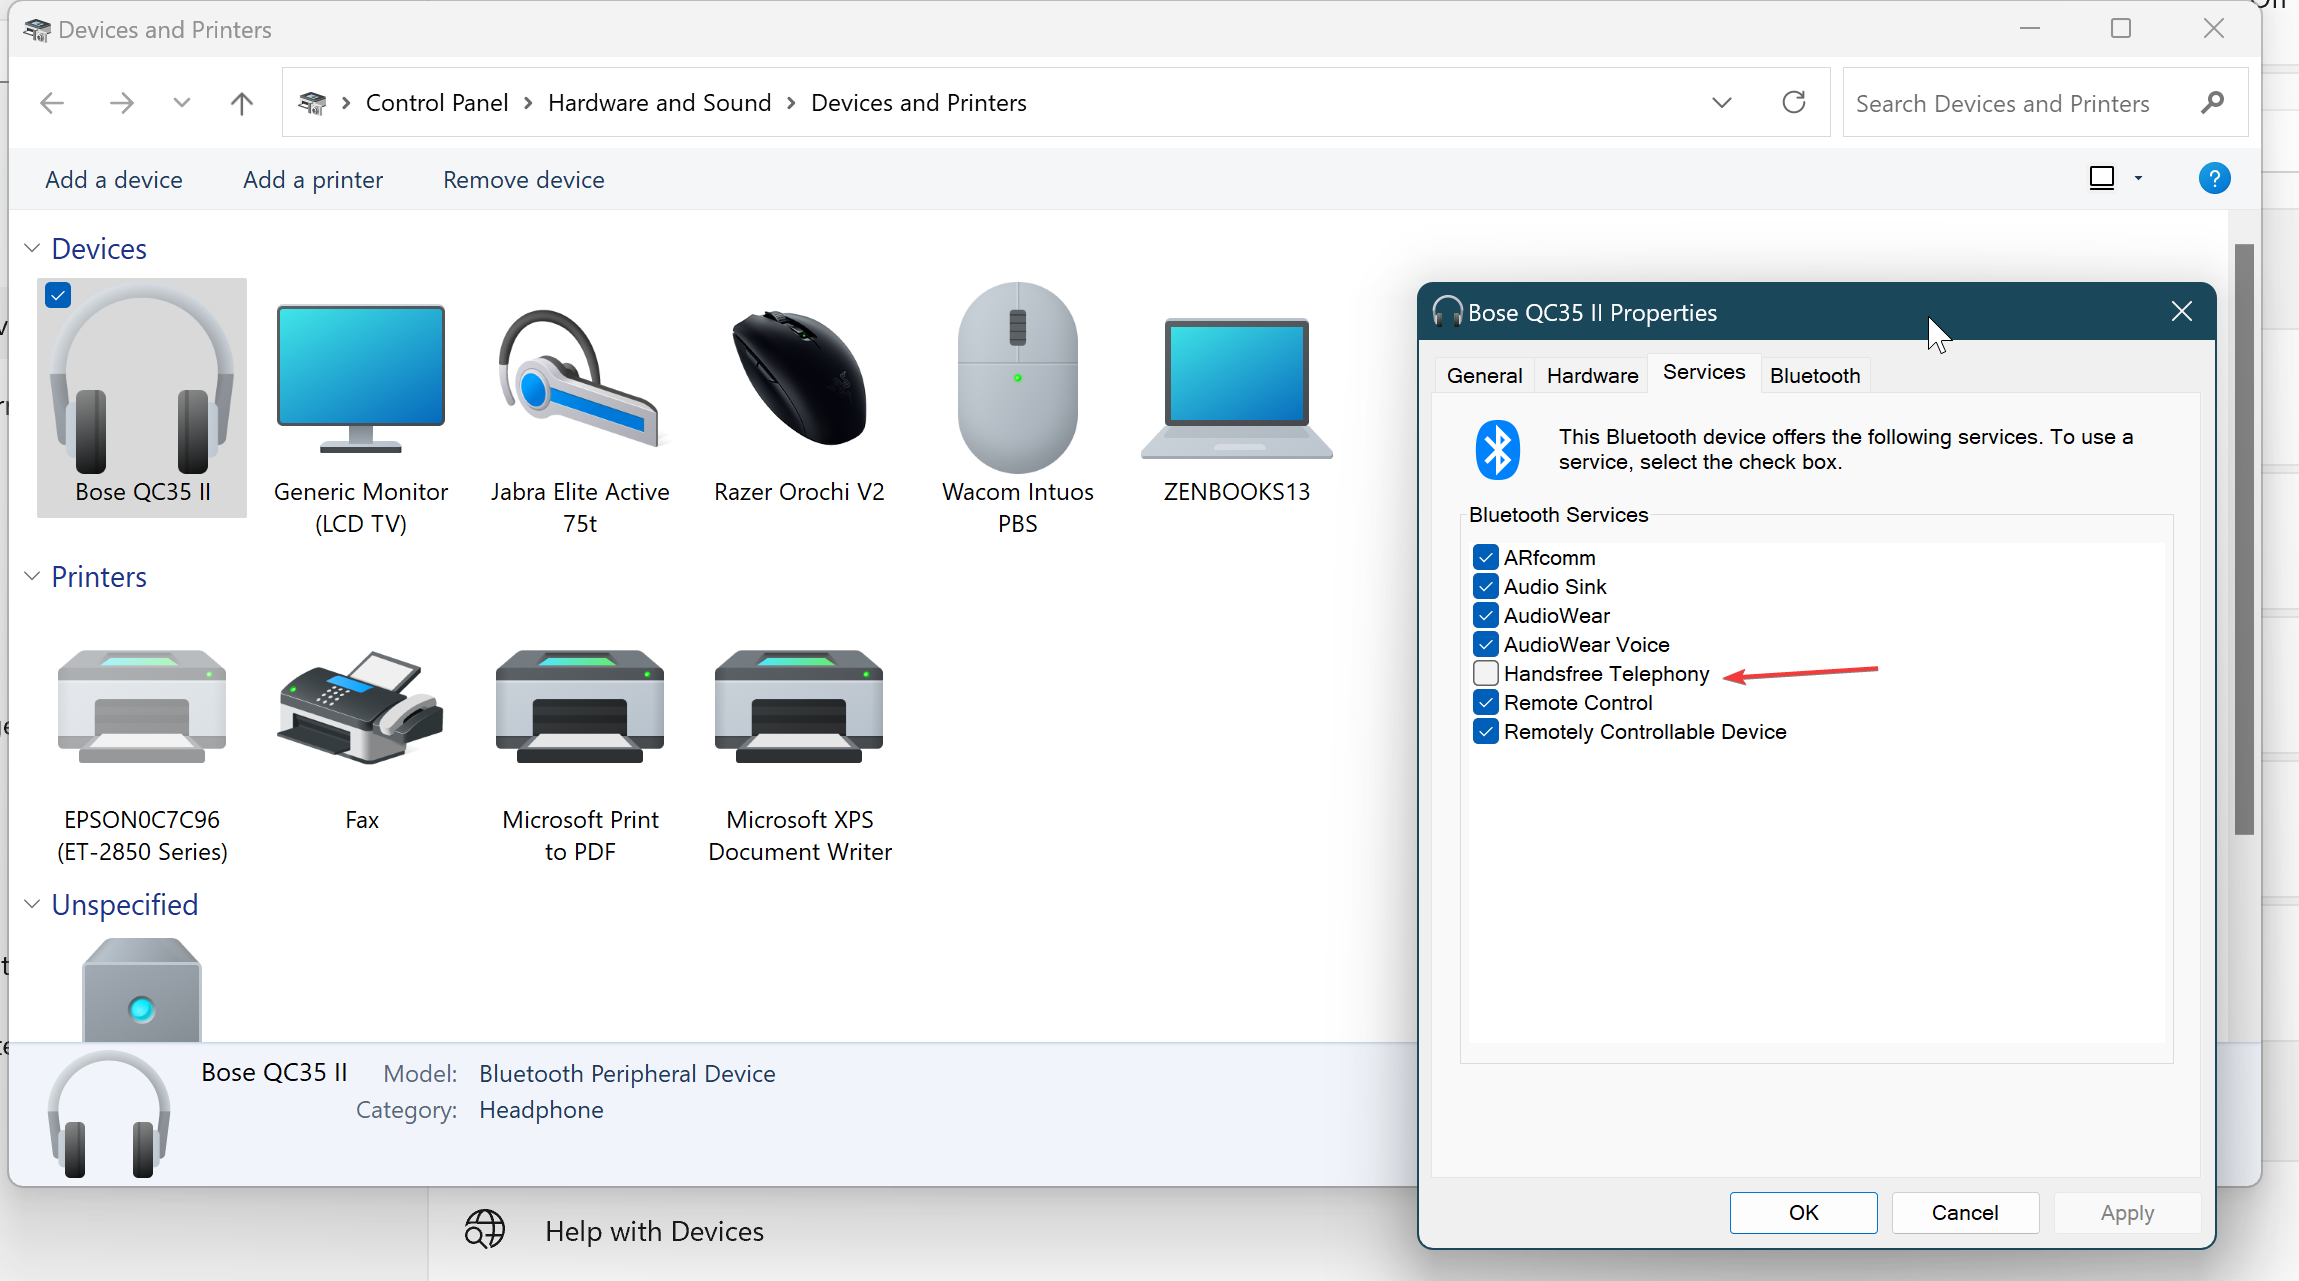 Devices and Printers
Control Panel > Hardware and Sound > Devices and Printers
Search Devices and Printers
Add a device
Add a printer
Remove device
?
Devices
Bose QC35 II
Generic Monitor
(LCD TV)
Jabra Elite Active
75t
Razer Orochi V2
Wacom Intuos
PBS
ZENBOOKS13
Printers
EPSON0C7C96
(ET-2850 Series)
Fax
Microsoft Print
to PDF
Microsoft XPS
Document Writer
Unspecified
Bose QC35 II
Model: Bluetooth Peripheral Device
Category: Headphone
Help with Devices
Bose QC35 II Properties
General
Hardware
Services
Bluetooth
This Bluetooth device offers the following services. To use a
service, select the check box.
Bluetooth Services
ARfcomm
Audio Sink
AudioWear
AudioWear Voice
Handsfree Telephony
Remote Control
Remotely Controllable Device
OK
Cancel
Apply